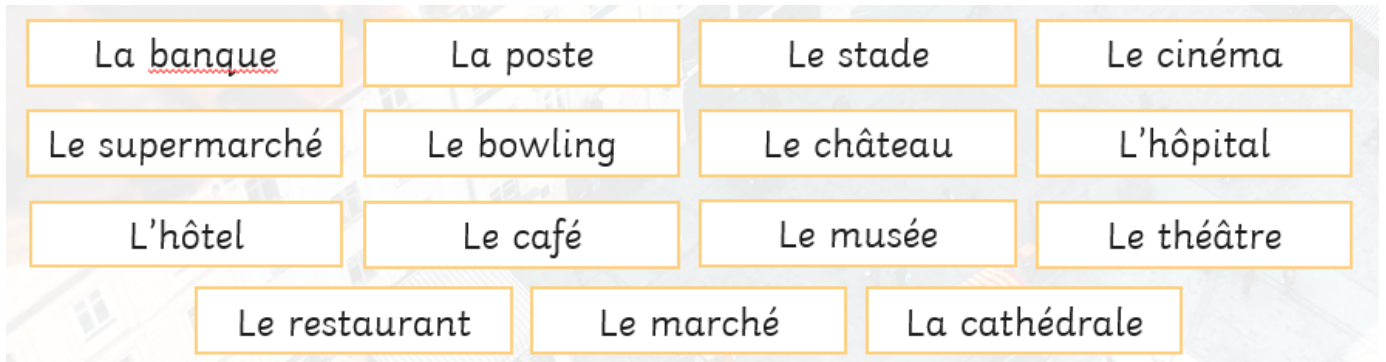 La banque La poste Le stade Le cinéma
Le supermarché Le bowling Le château L'hôpital
L'hôtel Le café Le musée Le théâtre
Le restaurant Le marché La cathédrale